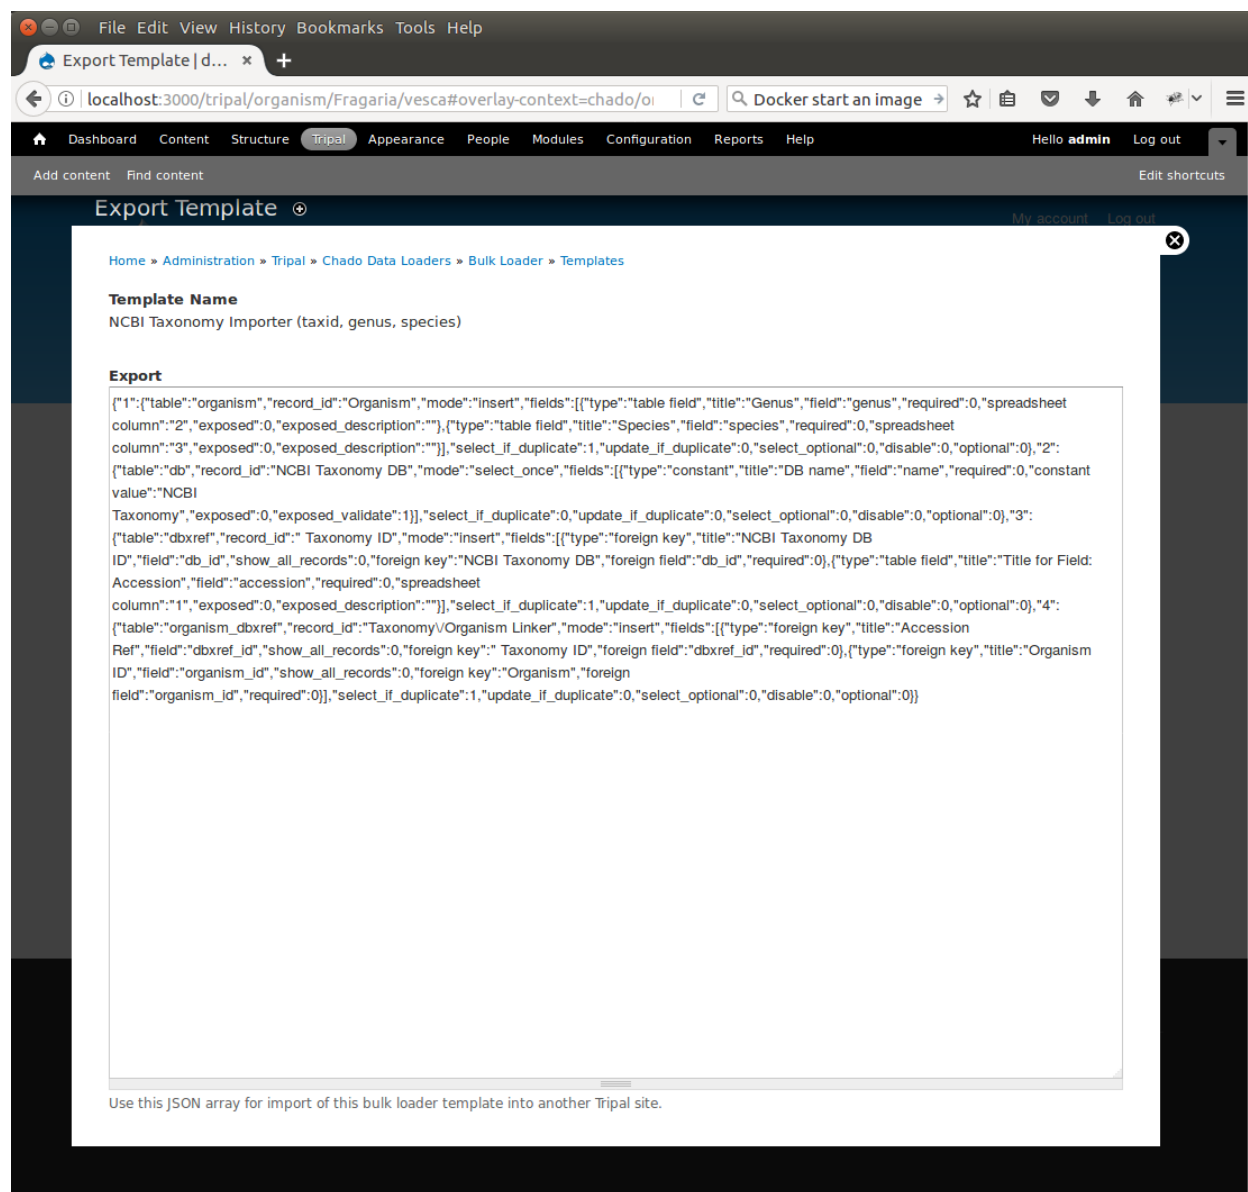 File Edit View History Bookmarks Tools Help
Export Template | d...
localhost:3000/tripal/organism/Fragaria/vesca#overlay-context=chado/o
Docker start an image
Dashboard Content Structure Tripal Appearance People Modules Configuration Reports Help Hello admin Log out
Add content Find content Edit shortcuts
Export Template
My account Log out
Home » Administration » Tripal » Chado Data Loaders » Bulk Loader » Templates
Template Name
NCBI Taxonomy Importer (taxid, genus, species)
Export
{"1":{"table":"organism","record_id":"Organism","mode":"insert","fields":[{"type":"table field","title":"Genus","field":"genus","required":0,"spreadsheet
column":"2","exposed":0,"exposed_description":""},{"type":"table field","title":"Species","field":"species","required":0,"spreadsheet
column":"3","exposed":0,"exposed_description":""}],"select_if_duplicate":1,"update_if_duplicate":0,"select_optional":0,"disable":0,"optional":0},"2":
{"table":"db","record_id":"NCBI Taxonomy DB","mode":"select_once","fields":[{"type":"constant","title":"DB name","field":"name","required":0,"constant
value":"NCBI
Taxonomy","exposed":0,"exposed_validate":1}],"select_if_duplicate":0,"update_if_duplicate":0,"select_optional":0,"disable":0,"optional":0},"3":
{"table":"dbxref","record_id":" Taxonomy ID","mode":"insert","fields":[{"type":"foreign key","title":"NCBI Taxonomy DB
ID","field":"db_id","show_all_records":0,"foreign key":"NCBI Taxonomy DB","foreign field":"db_id","required":0},{"type":"table field","title":"Title for Field:
Accession","field":"accession","required":0,"spreadsheet
column":"1","exposed":0,"exposed_description":""}],"select_if_duplicate":1,"update_if_duplicate":0,"select_optional":0,"disable":0,"optional":0},"4":
{"table":"organism_dbxref","record_id":"Taxonomy\/Organism Linker","mode":"insert","fields":[{"type":"foreign key","title":"Accession
Ref","field":"dbxref_id","show_all_records":0,"foreign key":" Taxonomy ID","foreign field":"dbxref_id","required":0},{"type":"foreign key","title":"Organism
ID","field":"organism_id","show_all_records":0,"foreign key":"Organism","foreign
field":"organism_id","required":0}],"select_if_duplicate":1,"update_if_duplicate":0,"select_optional":0,"disable":0,"optional":0}}
Use this JSON array for import of this bulk loader template into another Tripal site.